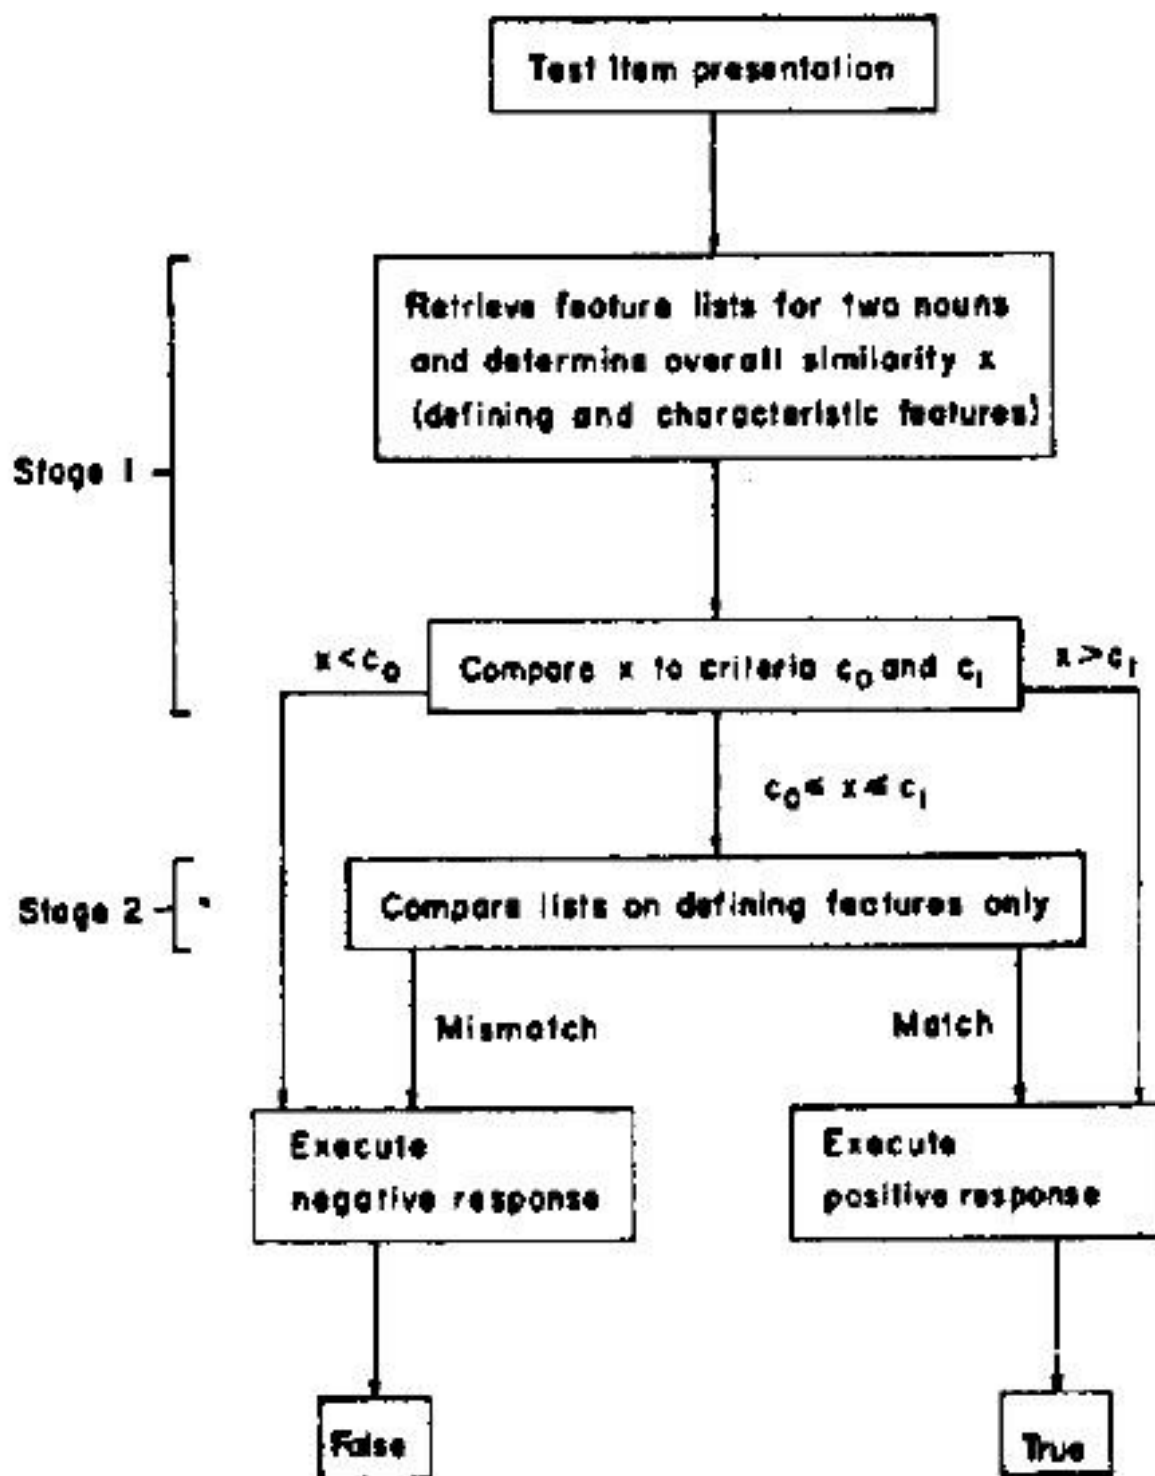 Test Item presentation
Retrieve feature lists for two nouns
and determine overall similarity x
(defining and characteristic features)
Stage 1
x < c₀
Compare x to criteria c₀ and c₁
x > c₁
c₀ ≤ x ≤ c₁
Stage 2
Compare lists on defining features only
Mismatch
Match
Execute
negative response
Execute
positive response
False
True